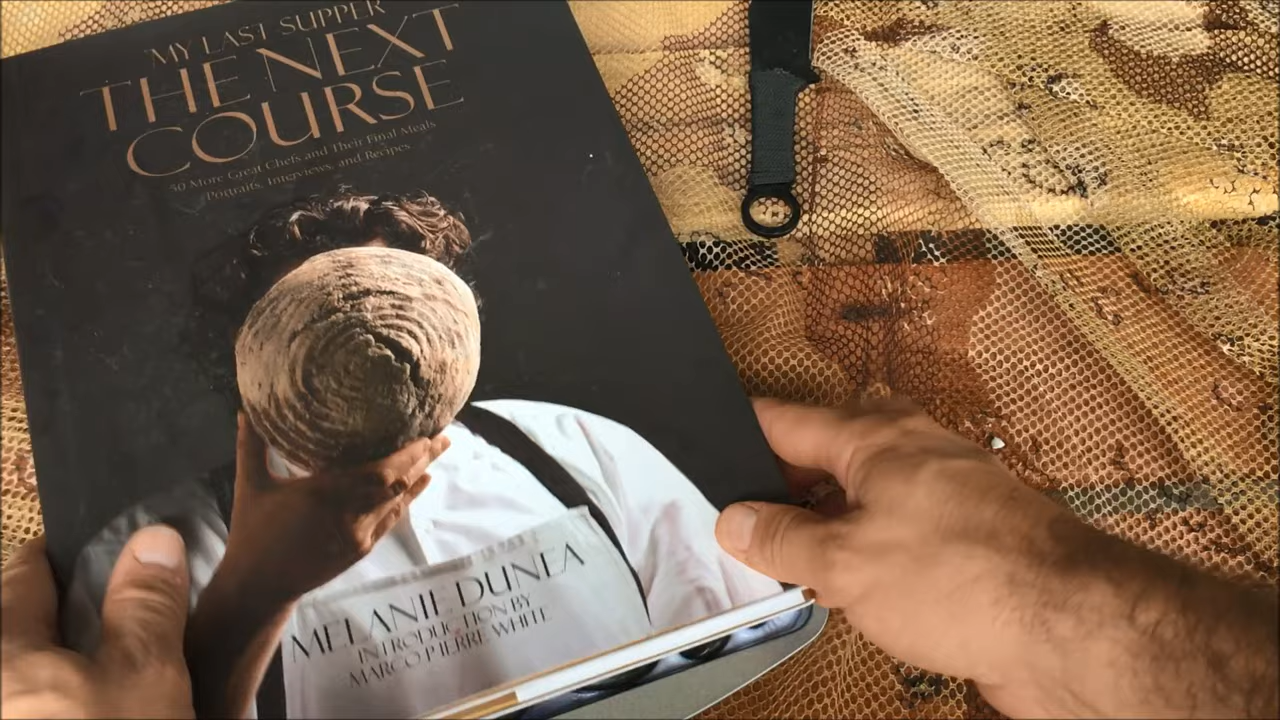 MY LAST SUPPER
THE NEXT
COURSE
50 More Great Chefs and Their Final Meals
Portraits, Interviews, and Recipes
MELANIE DUNEA
INTRODUCTION BY
MARCO PIERRE WHITE